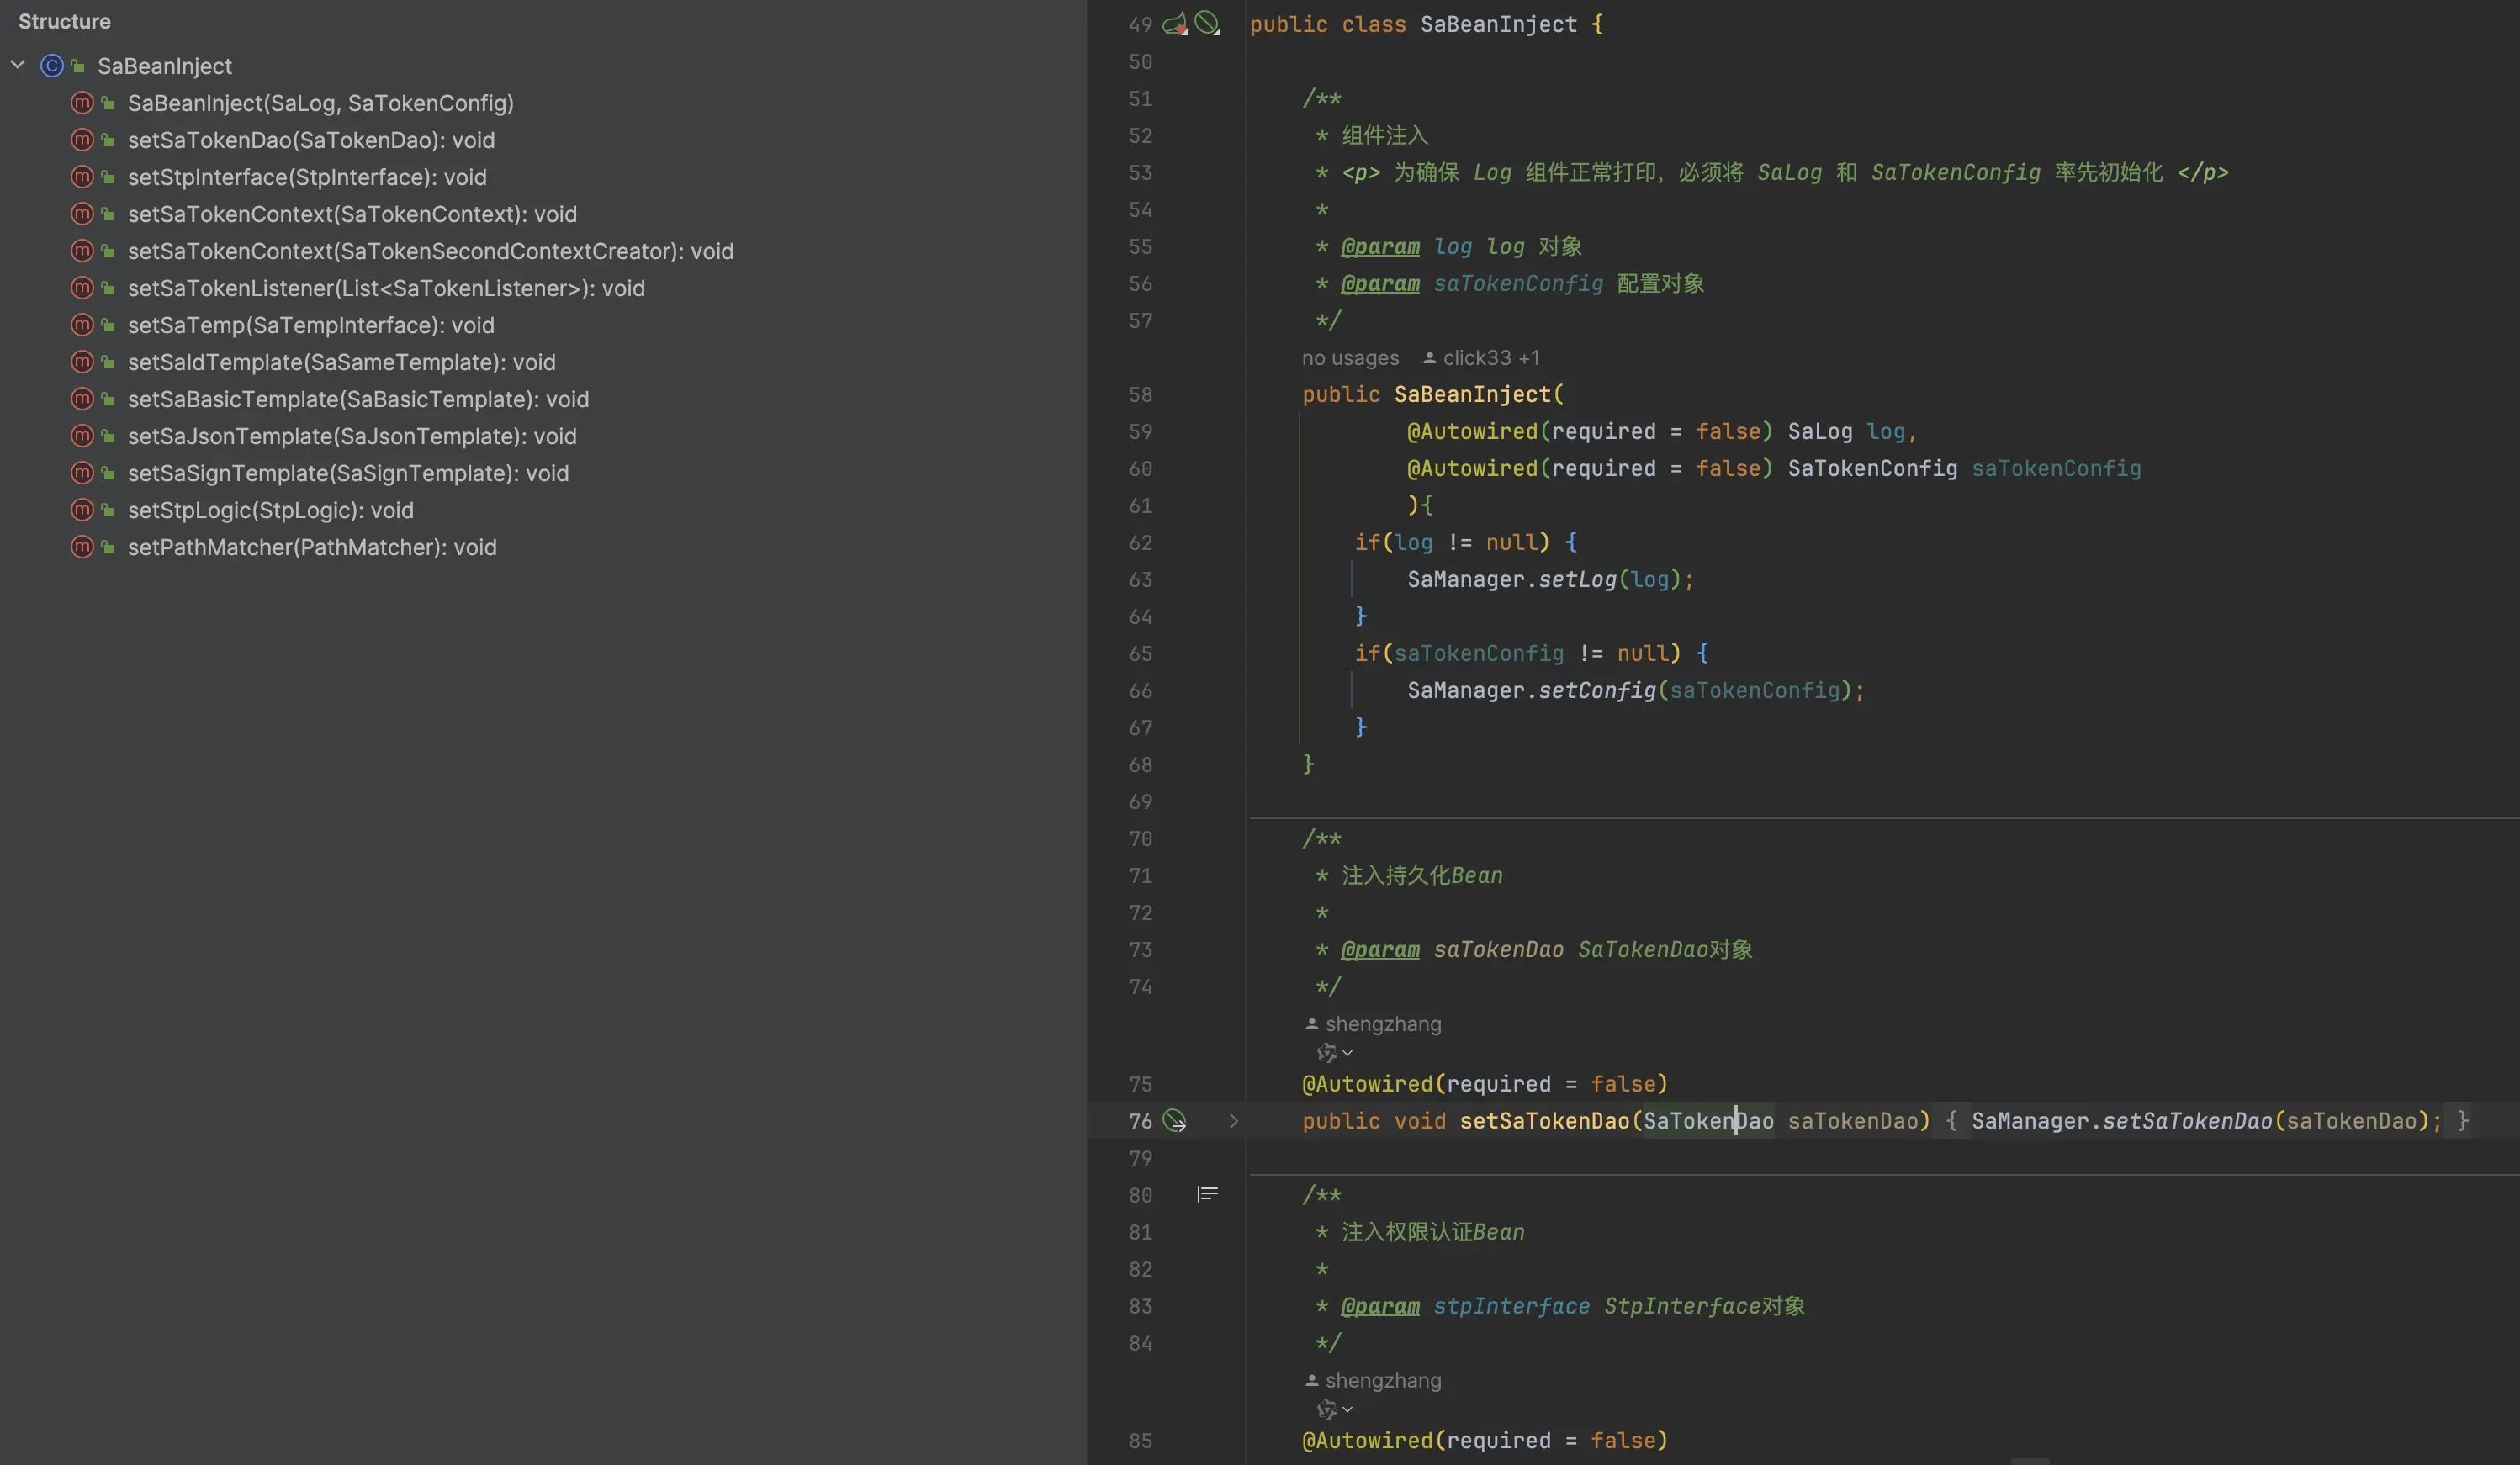 Structure
SaBeanInject
SaBeanInject(SaLog, SaTokenConfig)
setSaTokenDao(SaTokenDao): void
setStpInterface(StpInterface): void
setSaTokenContext(SaTokenContext): void
setSaTokenContext(SaTokenSecondContextCreator): void
setSaTokenListener(List<SaTokenListener>): void
setSaTemp(SaTempInterface): void
setSaIdTemplate(SaSameTemplate): void
setSaBasicTemplate(SaBasicTemplate): void
setSaJsonTemplate(SaJsonTemplate): void
setSaSignTemplate(SaSignTemplate): void
setStpLogic(StpLogic): void
setPathMatcher(PathMatcher): void
49 public class SaBeanInject {
50
51 /**
52 * 组件注入
53 * <p> 为确保 Log 组件正常打印，必须将 SaLog 和 SaTokenConfig 率先初始化 </p>
54 *
55 * @param log log 对象
56 * @param saTokenConfig 配置对象
57 */
no usages click33 +1
58 public SaBeanInject(
59 @Autowired(required = false) SaLog log,
60 @Autowired(required = false) SaTokenConfig saTokenConfig
61 ){
62 if(log != null) {
63 SaManager.setLog(log);
64 }
65 if(saTokenConfig != null) {
66 SaManager.setConfig(saTokenConfig);
67 }
68 }
69
70 /**
71 * 注入持久化Bean
72 *
73 * @param saTokenDao SaTokenDao对象
74 */
shengzhang
75 @Autowired(required = false)
76 public void setSaTokenDao(SaTokenDao saTokenDao) { SaManager.setSaTokenDao(saTokenDao); }
79
80 /**
81 * 注入权限认证Bean
82 *
83 * @param stpInterface StpInterface对象
84 */
shengzhang
85 @Autowired(required = false)